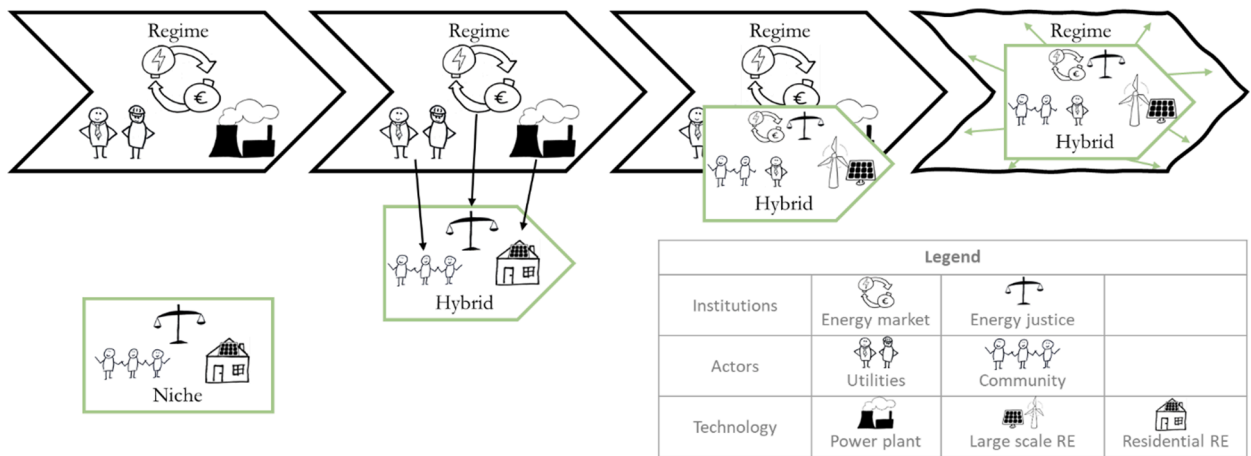 Regime
Regime
Regime
Regime
€
€
€
€
Hybrid
Hybrid
Hybrid
Niche
Legend
Institutions
Energy market
Energy justice
Actors
Utilities
Community
Technology
Power plant
Large scale RE
Residential RE